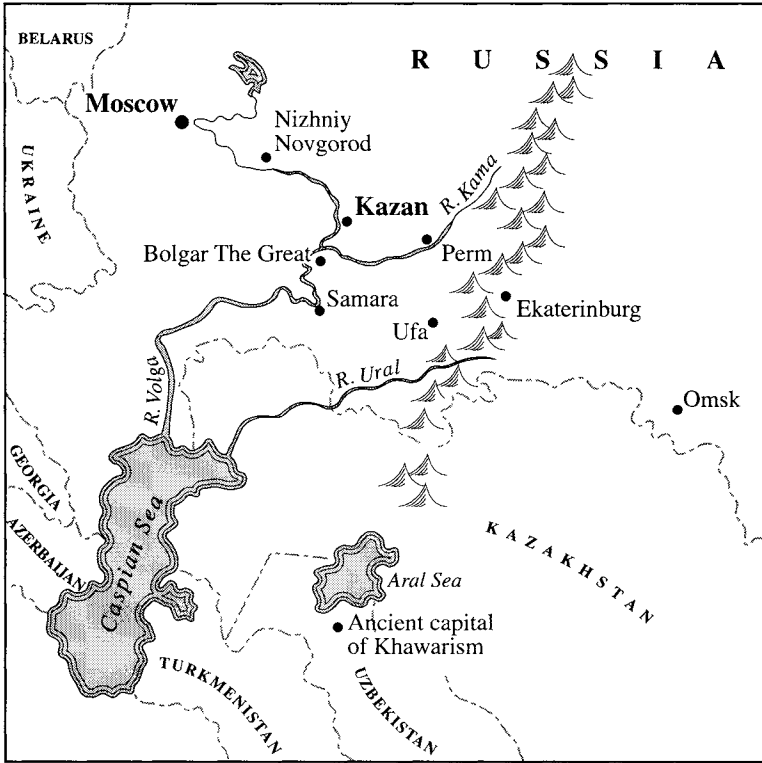 BELARUS
R U S S I A
Moscow
Nizhniy
Novgorod
UKRAINE
Kazan
R. Kama
Bolgar The Great
Perm
Samara
Ekaterinburg
Ufa
R. Volga
R. Ural
Omsk
GEORGIA
AZERBAIJAN
Caspian Sea
KAZAKHSTAN
Aral Sea
Ancient capital
of Khawarism
TURKMENISTAN
UZBEKISTAN